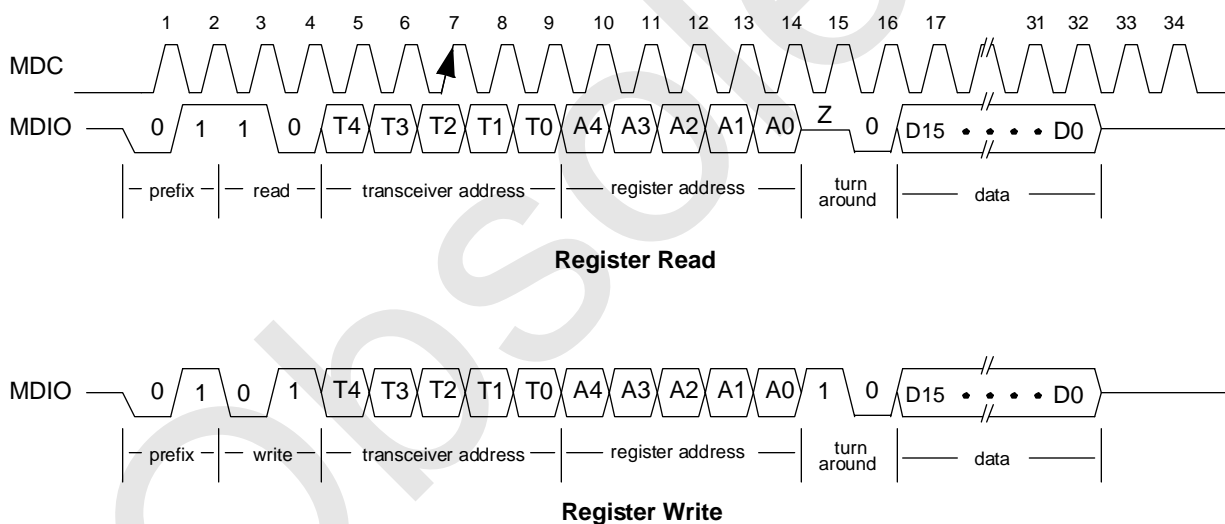 1 2 3 4 5 6 7 8 9 10 11 12 13 14 15 16 17 31 32 33 34
MDC
MDIO 0 1 1 0 T4 T3 T2 T1 T0 A4 A3 A2 A1 A0 Z 0 D15 • • • • D0
prefix read transceiver address register address turn around data
Register Read
MDIO 0 1 0 1 T4 T3 T2 T1 T0 A4 A3 A2 A1 A0 1 0 D15 • • • • D0
prefix write transceiver address register address turn around data
Register Write
Obsole